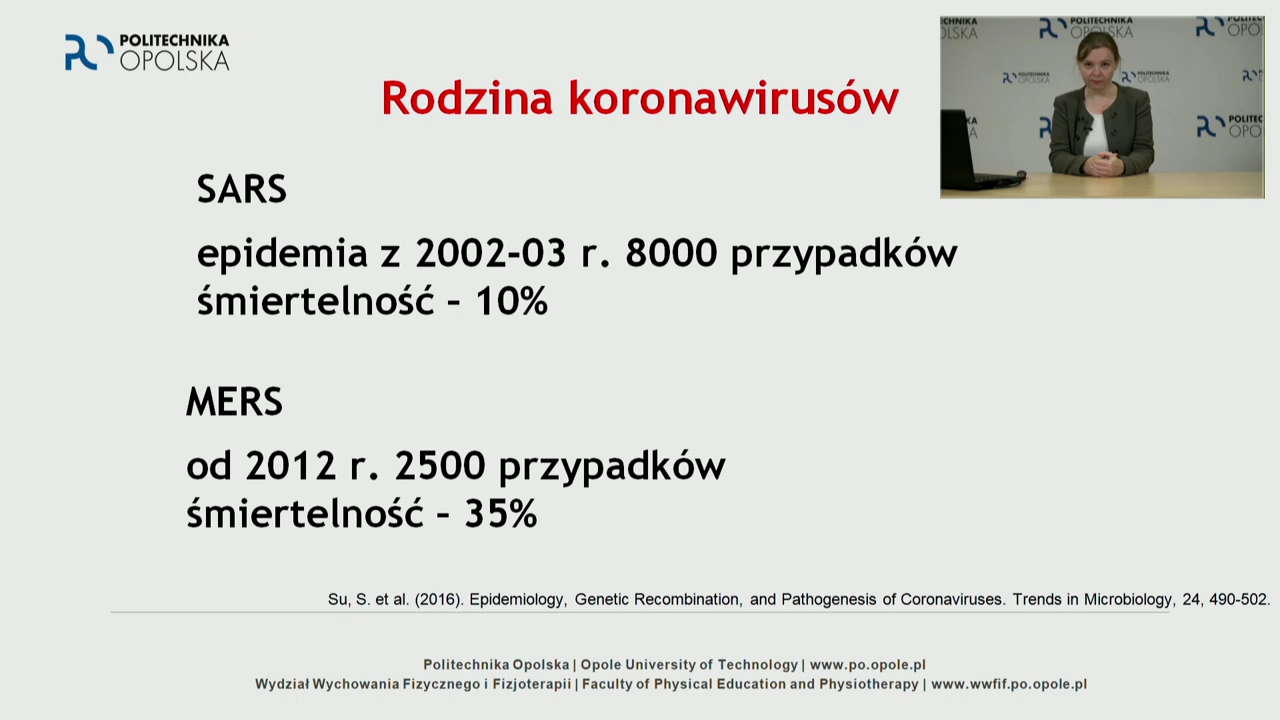 POLITECHNIKA
OPOLSKA
Rodzina koronawirusów
SARS
epidemia z 2002-03 r. 8000 przypadków
śmiertelność – 10%
MERS
od 2012 r. 2500 przypadków
śmiertelność – 35%
Su, S. et al. (2016). Epidemiology, Genetic Recombination, and Pathogenesis of Coronaviruses. Trends in Microbiology, 24, 490-502.
Politechnika Opolska | Opole University of Technology | www.po.opole.pl
Wydział Wychowania Fizycznego i Fizjoterapii | Faculty of Physical Education and Physiotherapy | www.wwfif.po.opole.pl